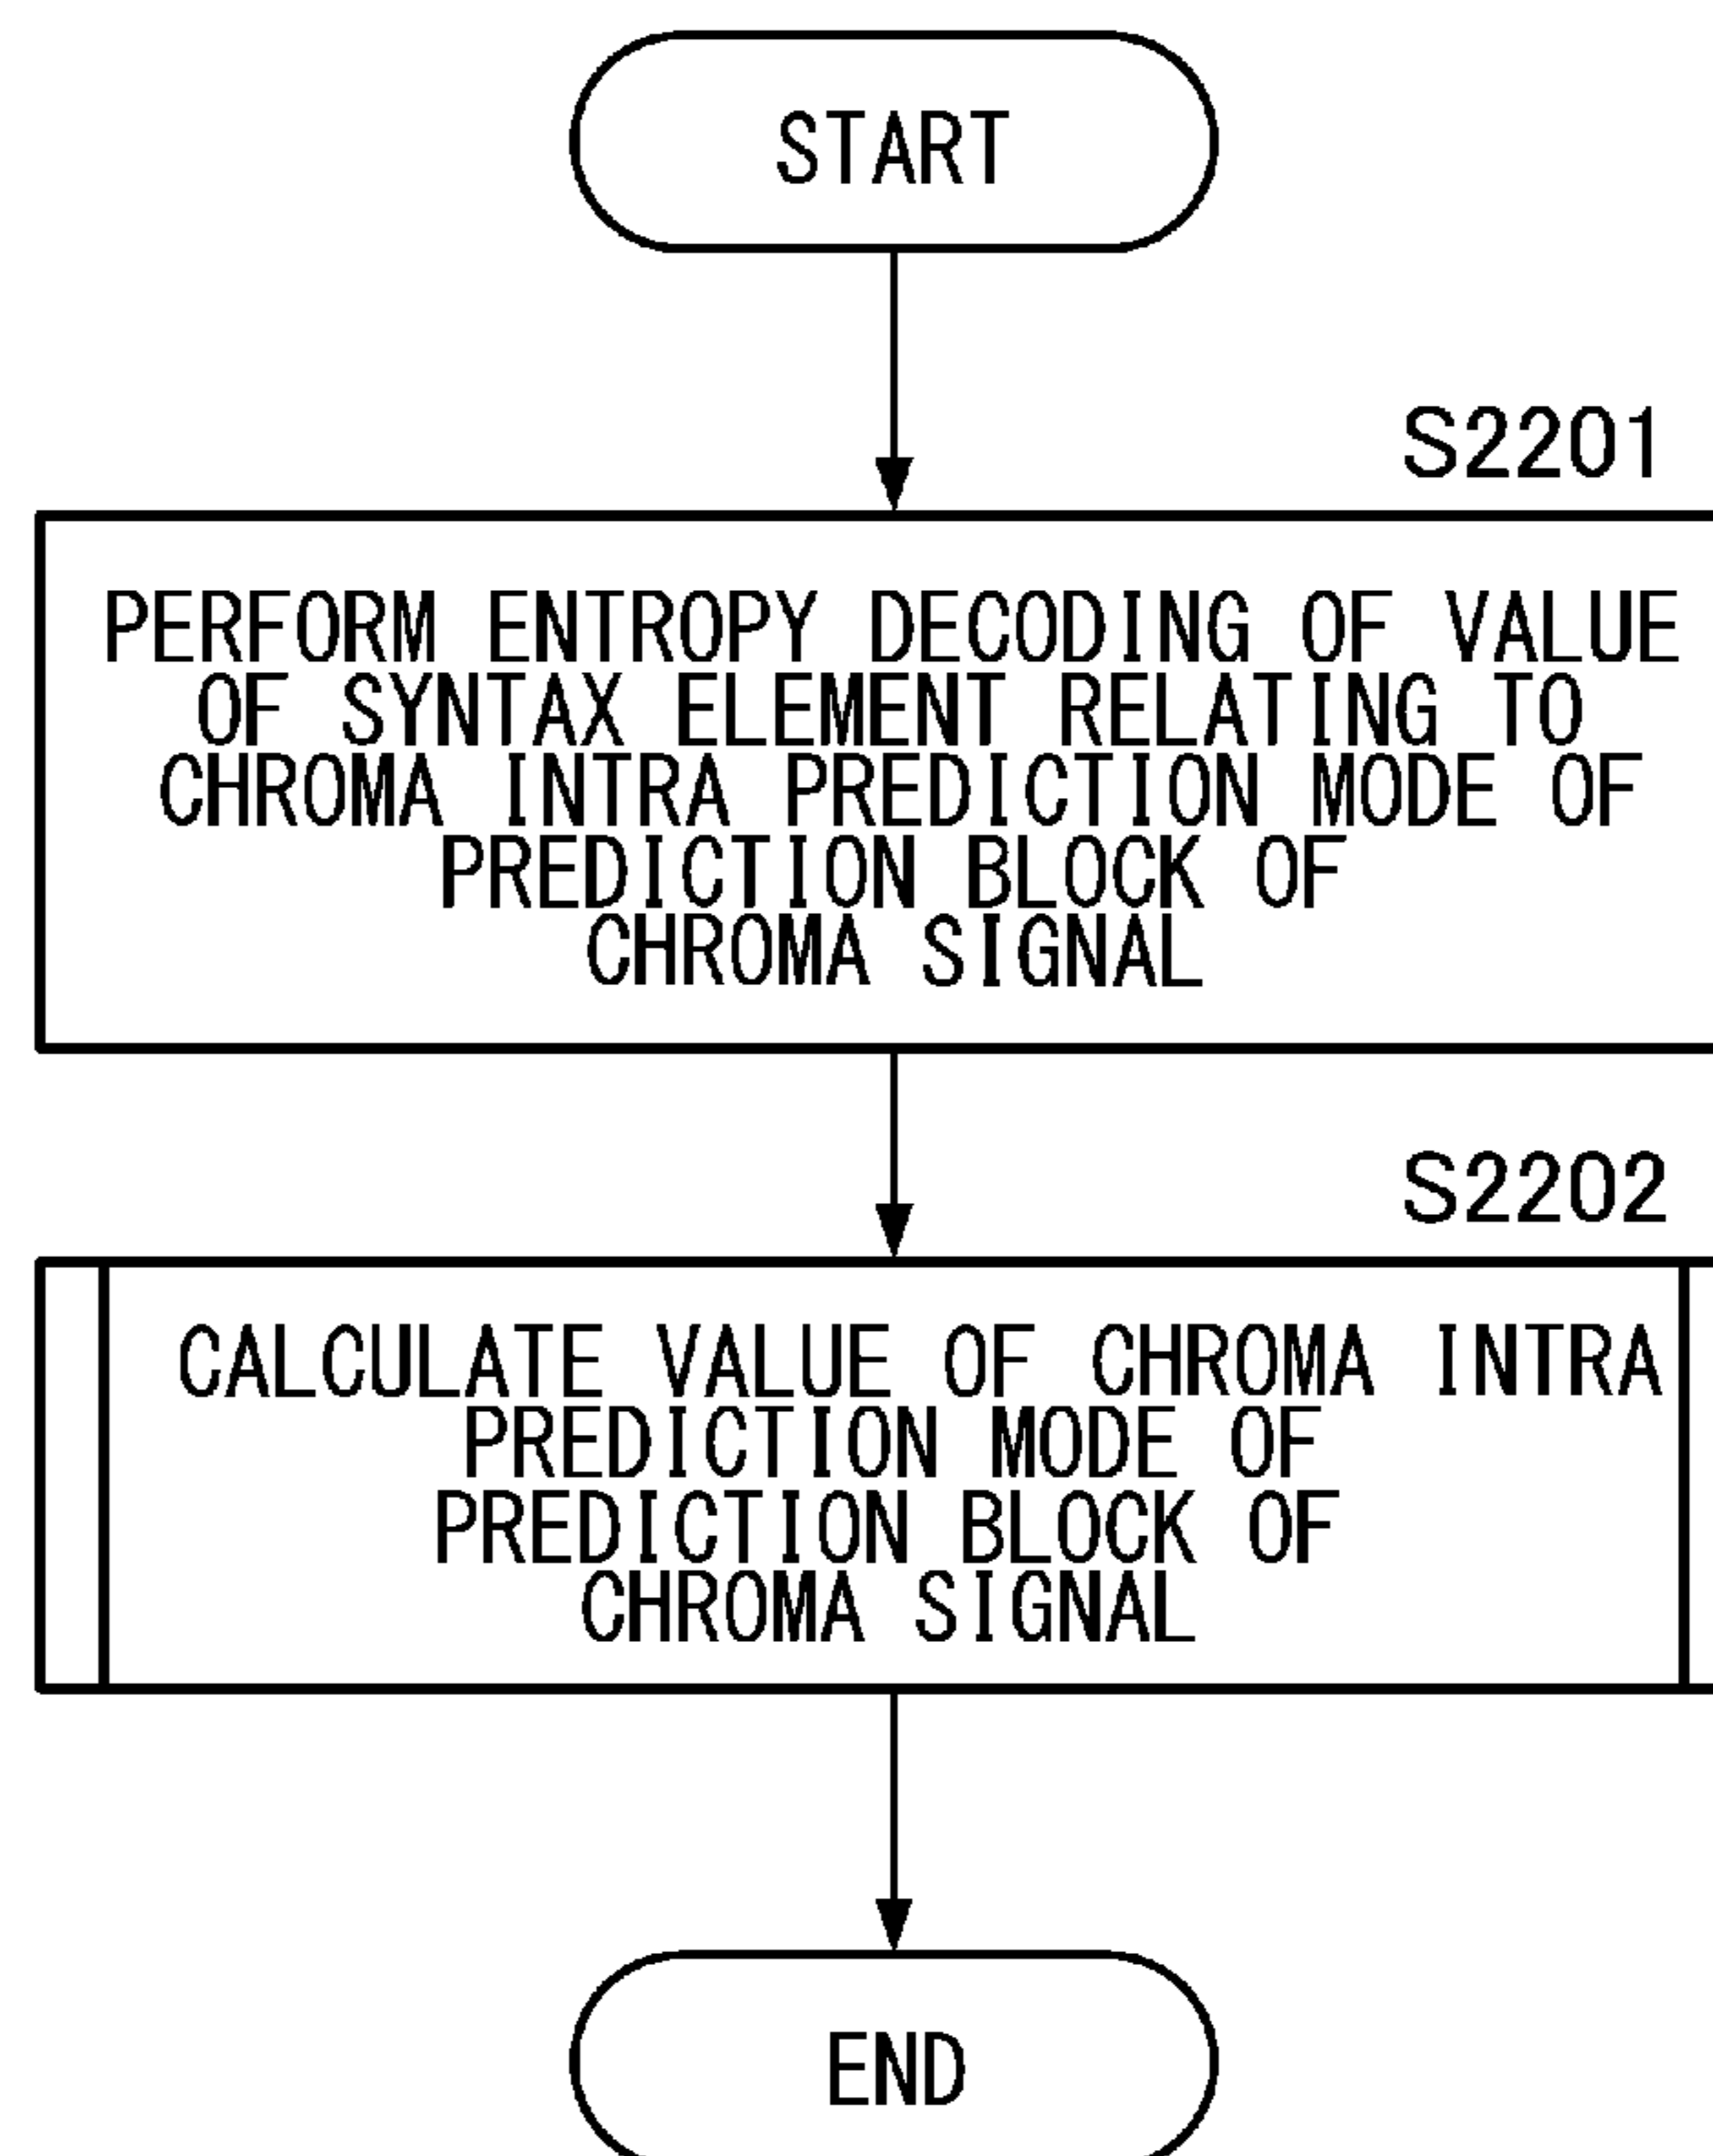 START
S2201
PERFORM ENTROPY DECODING OF VALUE
OF SYNTAX ELEMENT RELATING TO
CHROMA INTRA PREDICTION MODE OF
PREDICTION BLOCK OF
CHROMA SIGNAL
S2202
CALCULATE VALUE OF CHROMA INTRA
PREDICTION MODE OF
PREDICTION BLOCK OF
CHROMA SIGNAL
END